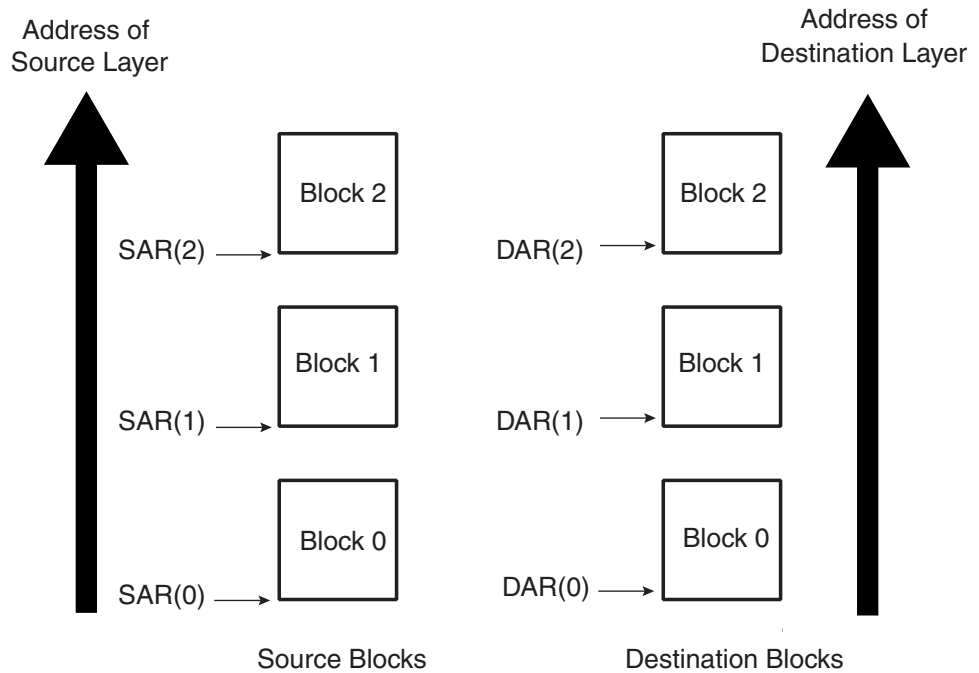 Address of
Source Layer
Address of
Destination Layer
Block 2
Block 2
SAR(2)
DAR(2)
Block 1
Block 1
SAR(1)
DAR(1)
Block 0
Block 0
SAR(0)
DAR(0)
Source Blocks
Destination Blocks